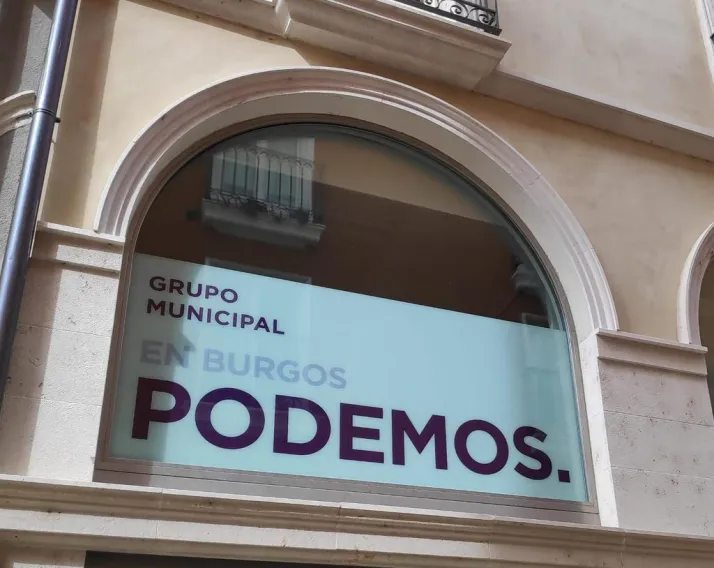 GRUPO
MUNICIPAL
EN BURGOS
PODEMOS.